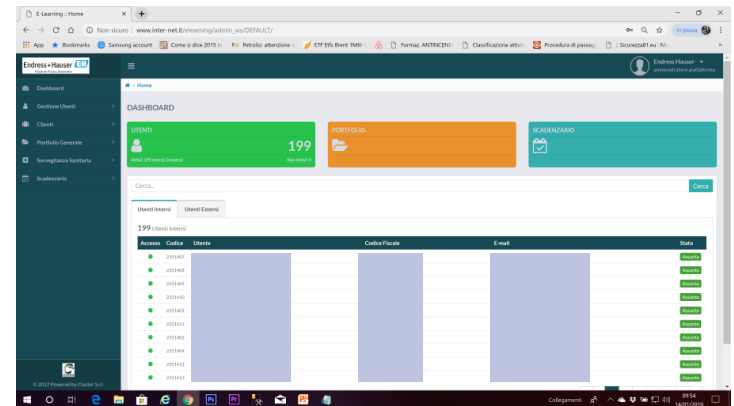 E-Learning :: Home
Non sicuro | www.inter-net.it/elearning/admin_ws/DEFAULT/
In pausa
App Bookmarks Samsung account Come si dice 2015 in Petrolio: attenzione a ETF Etfs Brent 1Mth Formaz. ANTINCENDI Classificazione attivit Procedura di passag Sicurezza81.eu : M
Endress+Hauser EH
Endress Hauser
amministratore piattaforma
Home
Dashboard
Gestione Utenti
Clienti
Portfolio Generale
Sorveglianza Sanitaria
Scadenzario
DASHBOARD
UTENTI
199
PORTFOLIO
SCADENZARIO
Cerca...
Cerca
Utenti Interni Utenti Esterni
199 Utenti Interni
Accesso Codice Utente Codice Fiscale E-mail Stato
2351407 Assunto
2351408 Assunto
2351409 Assunto
2351410 Assunto
2351401 Assunto
2351411 Assunto
2351402 Assunto
2351404 Assunto
2351412 Assunto
2351413 Assunto
© 2017 Powered by Cluster S.r.l.
Collegamenti
09:54
14/01/2019